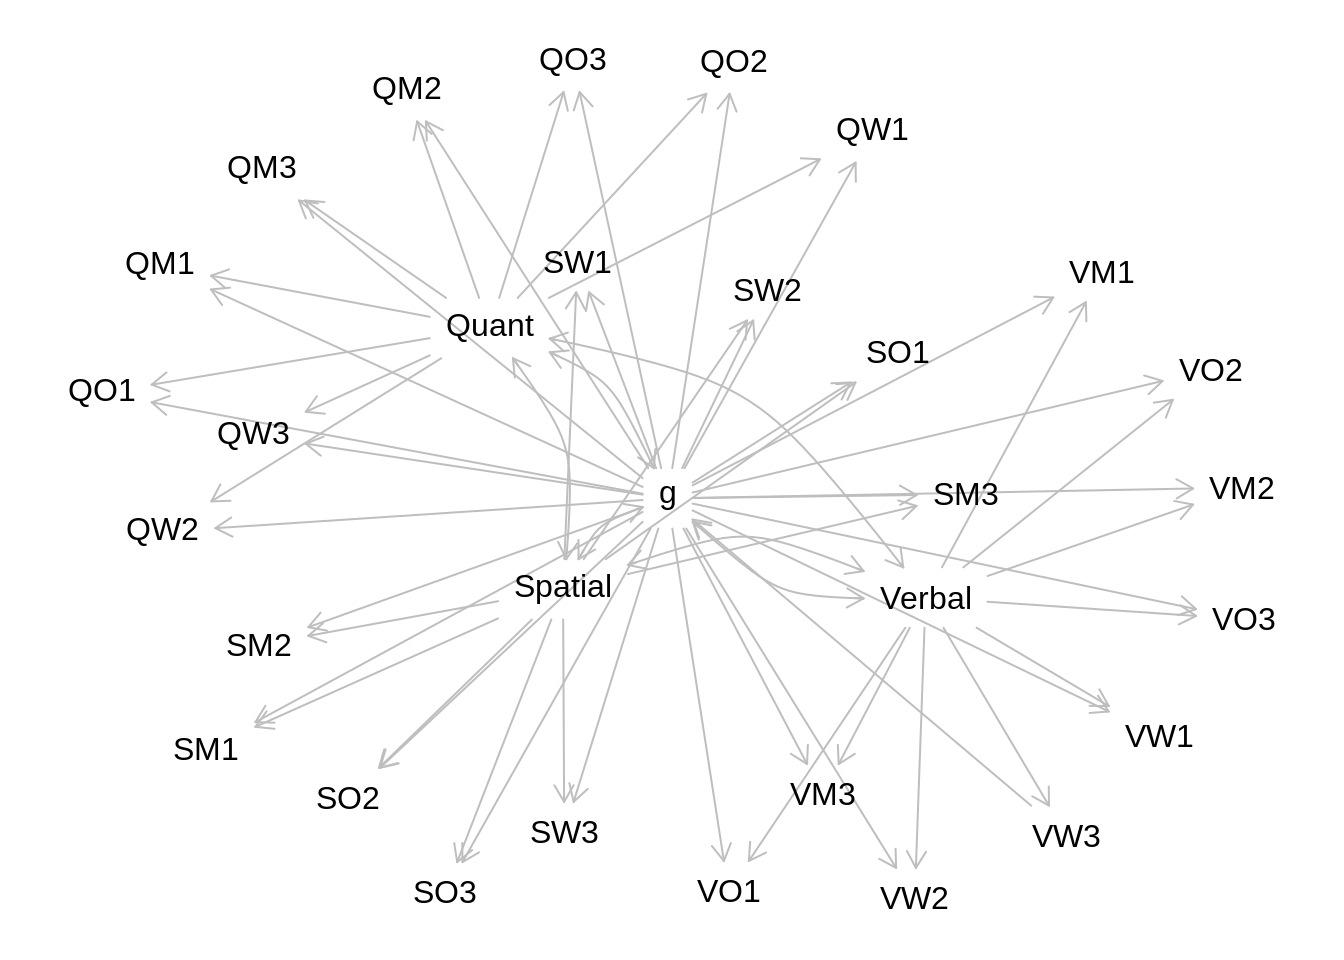 QO3
QO2
QM2
QW1
QM3
QM1
SW1
VM1
SW2
Quant
SO1
VO2
QO1
QW3
g
SM3
VM2
QW2
Spatial
Verbal
VO3
SM2
SM1
VW1
SO2
VM3
SW3
VW3
SO3
VO1
VW2